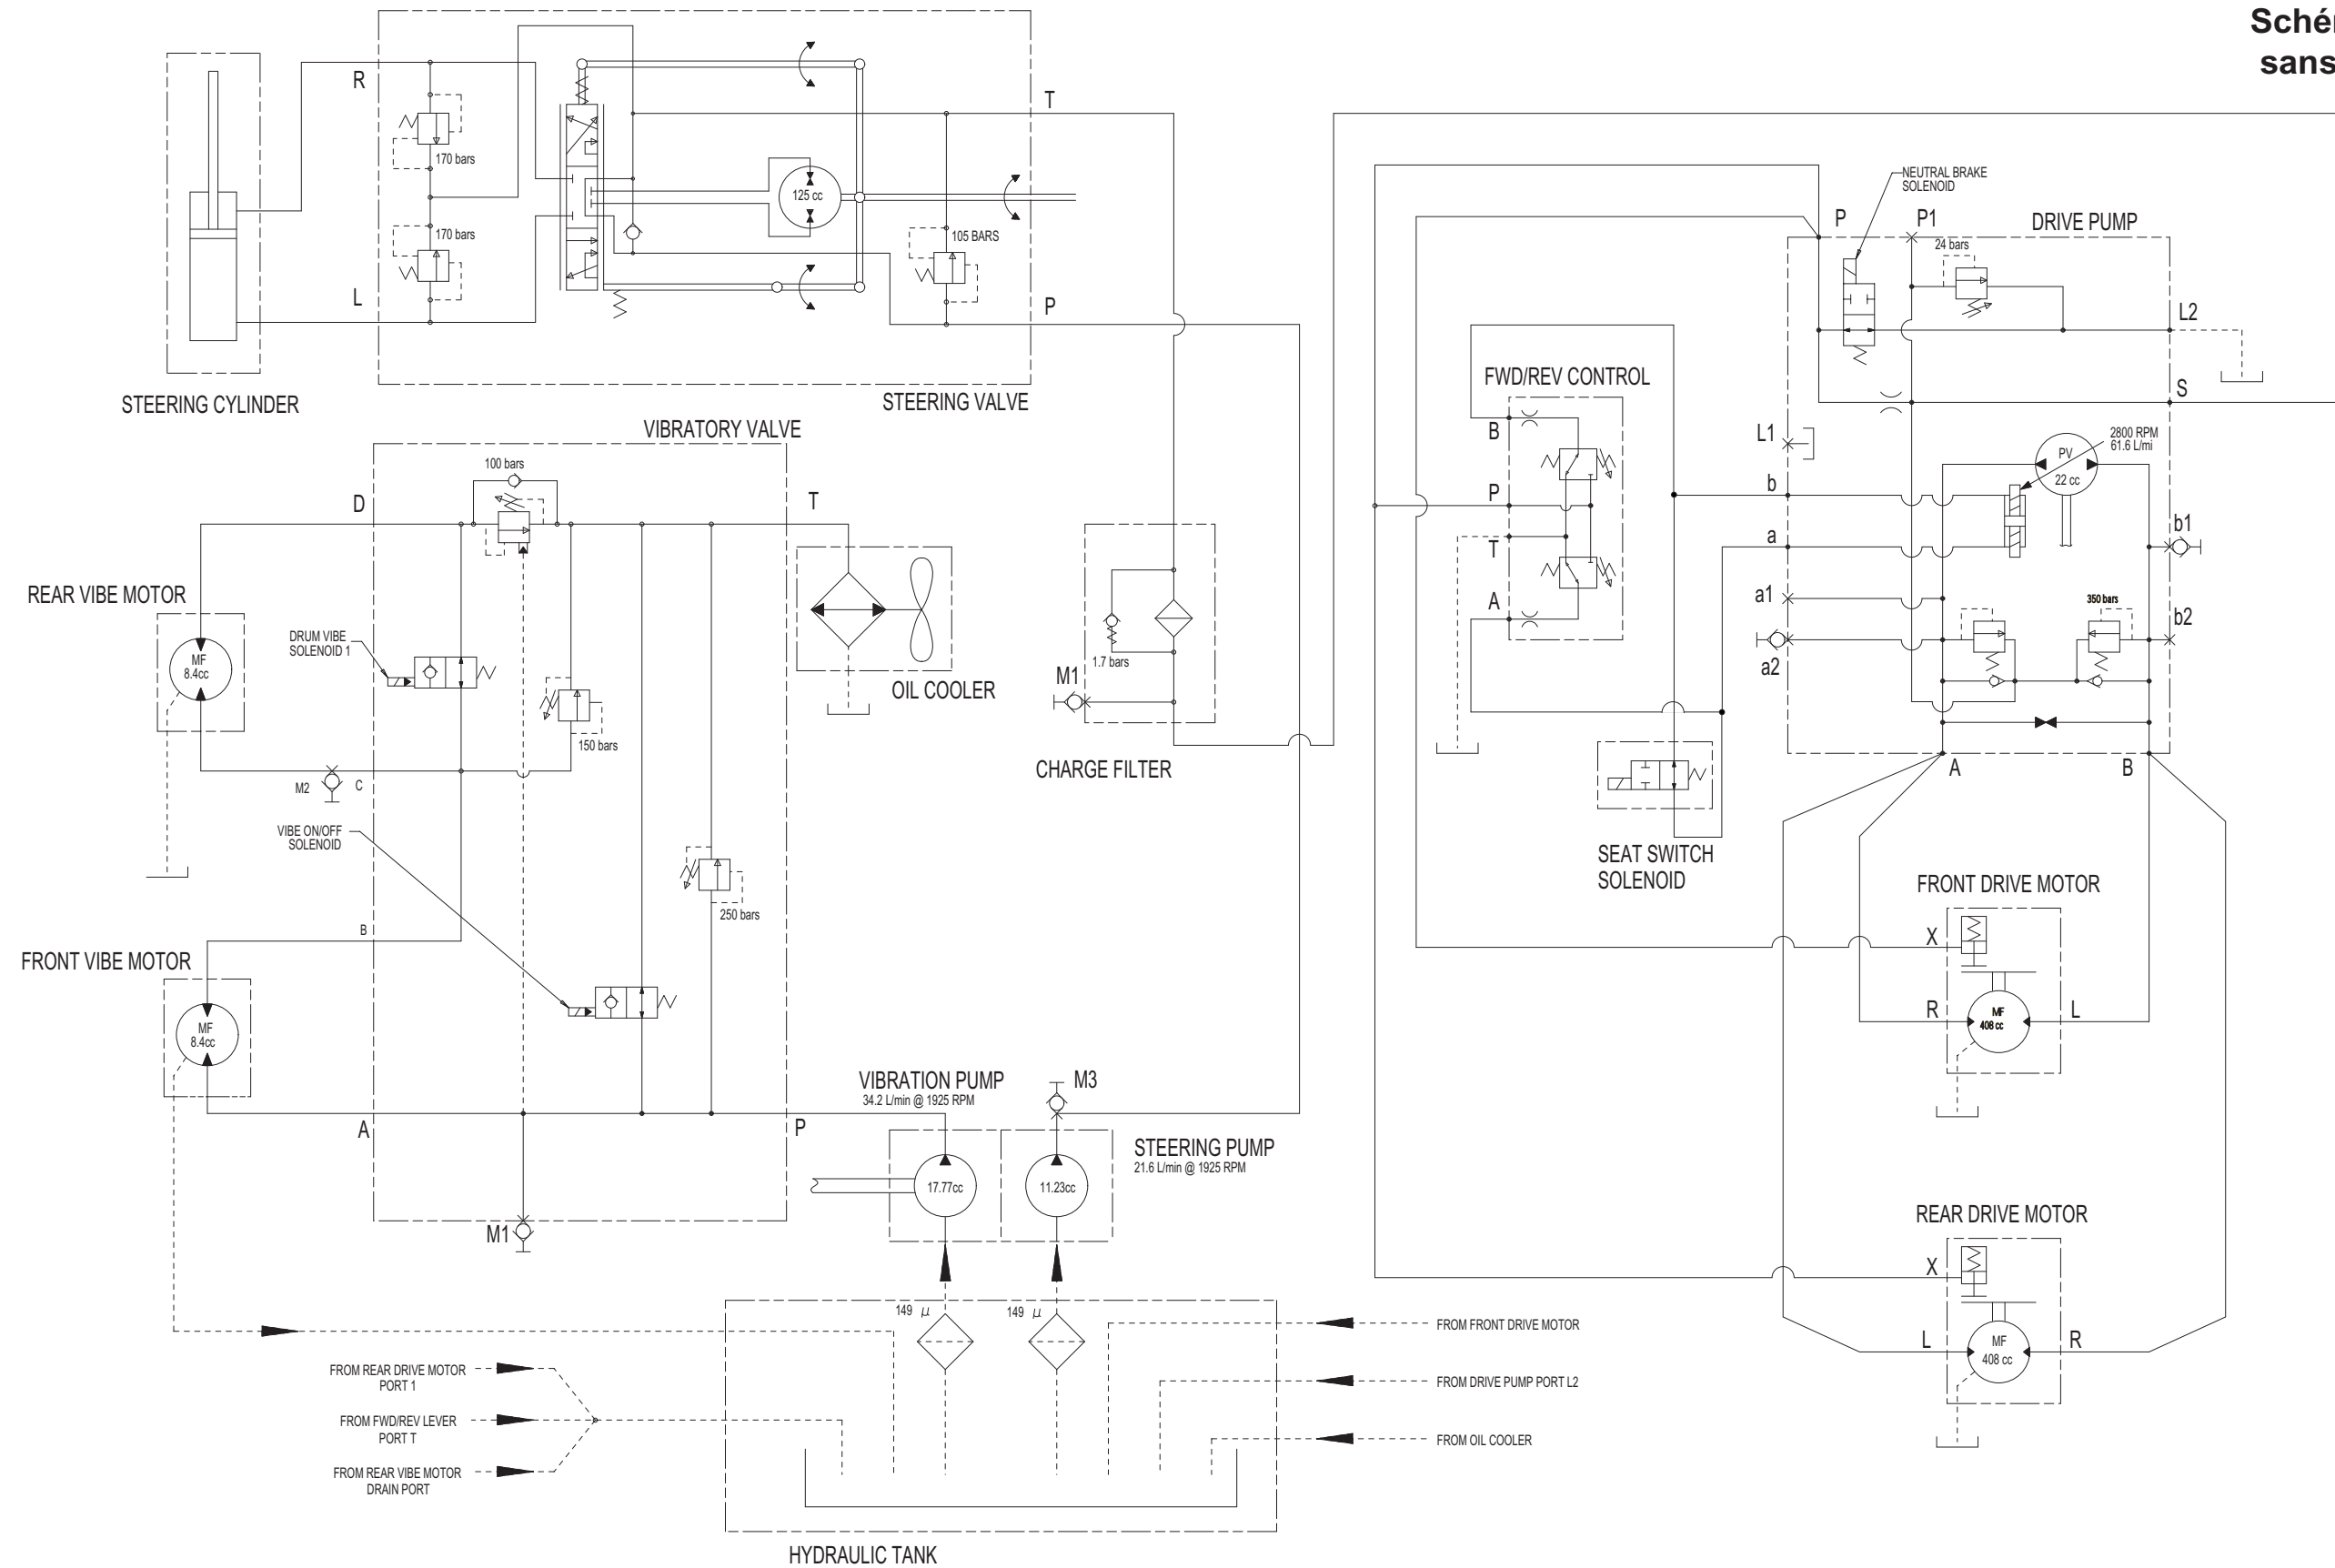 Schém
sans
R
170 bars
170 bars
L
125 cc
T
105 BARS
P
STEERING CYLINDER
STEERING VALVE
VIBRATORY VALVE
100 bars
D
T
REAR VIBE MOTOR
MF
8.4cc
DRUM VIBE
SOLENOID 1
150 bars
M2
C
VIBE ON/OFF
SOLENOID
250 bars
B
FRONT VIBE MOTOR
MF
8.4cc
A
P
M1
OIL COOLER
1.7 bars
M1
CHARGE FILTER
VIBRATION PUMP
34.2 L/min @ 1925 RPM
M3
STEERING PUMP
21.6 L/min @ 1925 RPM
17.77cc
11.23cc
149 μ
149 μ
FROM REAR DRIVE MOTOR
PORT 1
FROM FWD/REV LEVER
PORT T
FROM REAR VIBE MOTOR
DRAIN PORT
FROM FRONT DRIVE MOTOR
FROM DRIVE PUMP PORT L2
FROM OIL COOLER
HYDRAULIC TANK
NEUTRAL BRAKE
SOLENOID
P
P1
DRIVE PUMP
24 bars
L2
S
FWD/REV CONTROL
B
P
T
A
L1
b
a
a1
a2
2800 RPM
61.6 L/mi
PV
22 cc
b1
350 bars
b2
A
B
SEAT SWITCH
SOLENOID
FRONT DRIVE MOTOR
X
R
MF
408 cc
L
REAR DRIVE MOTOR
X
L
MF
408 cc
R